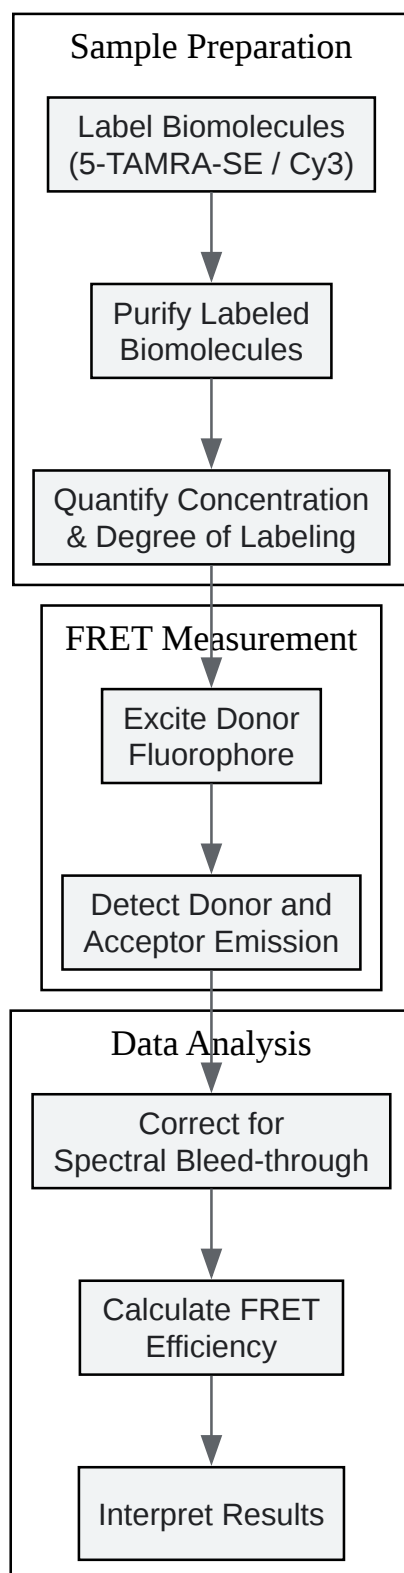 Sample Preparation
Label Biomolecules
(5-TAMRA-SE / Cy3)
Purify Labeled
Biomolecules
Quantify Concentration
& Degree of Labeling
FRET Measurement
Excite Donor
Fluorophore
Detect Donor and
Acceptor Emission
Data Analysis
Correct for
Spectral Bleed-through
Calculate FRET
Efficiency
Interpret Results